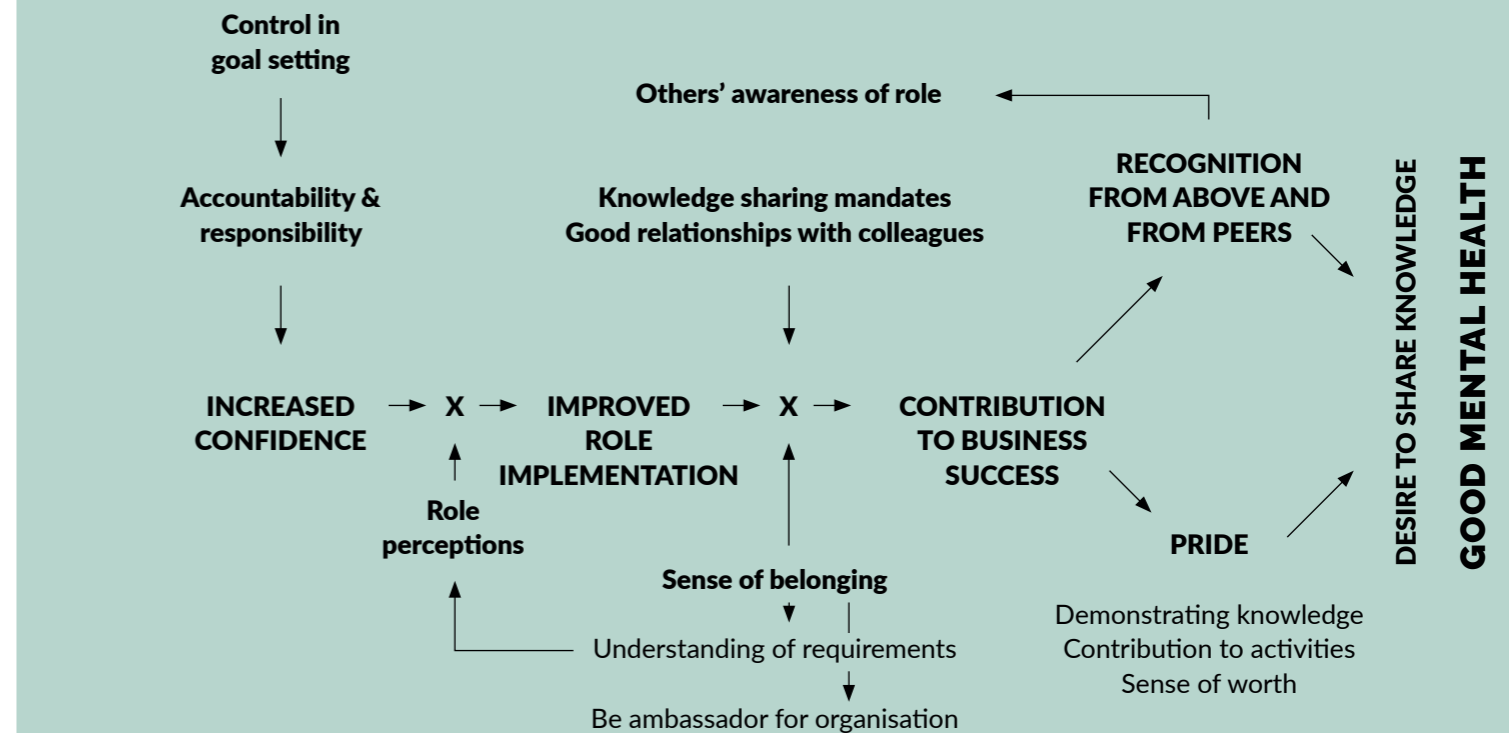 Control in
goal setting
Others’ awareness of role
RECOGNITION
FROM ABOVE AND
FROM PEERS
Accountability &
responsibility
Knowledge sharing mandates
Good relationships with colleagues
INCREASED
CONFIDENCE
X
IMPROVED
ROLE
IMPLEMENTATION
X
CONTRIBUTION
TO BUSINESS
SUCCESS
Role
perceptions
PRIDE
Sense of belonging
Understanding of requirements
Be ambassador for organisation
Demonstrating knowledge
Contribution to activities
Sense of worth
DESIRE TO SHARE KNOWLEDGE
GOOD MENTAL HEALTH